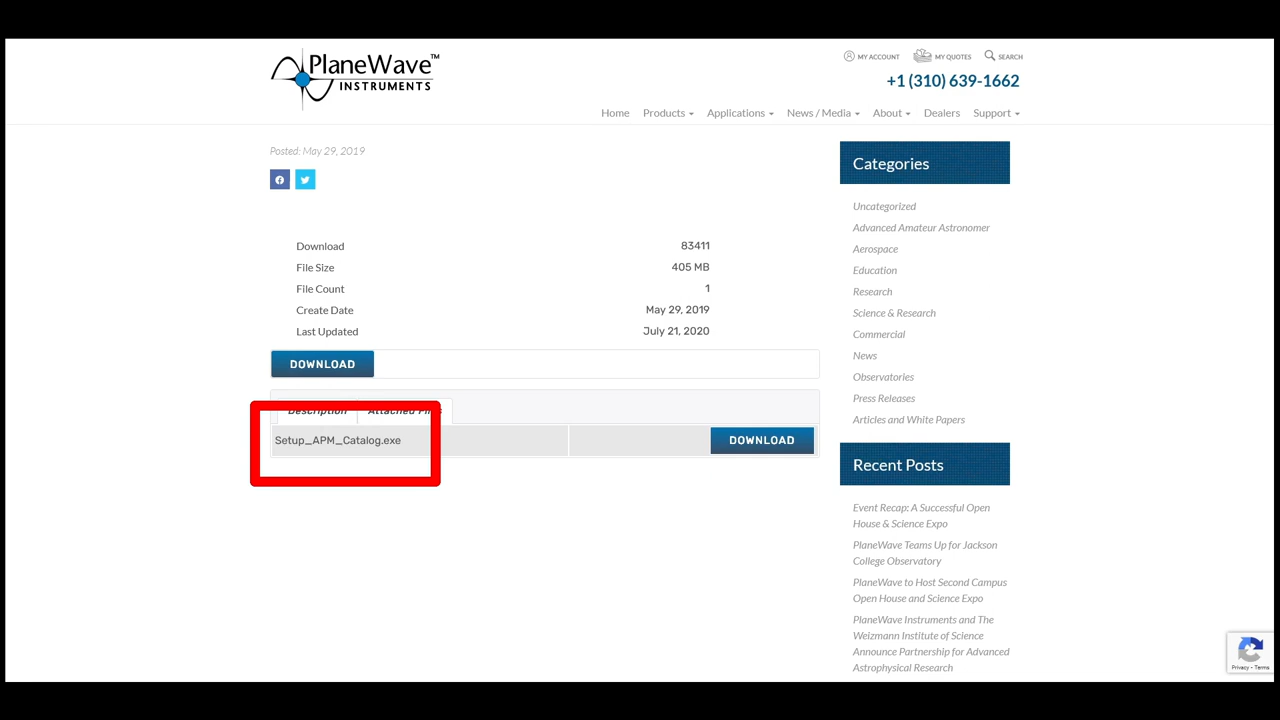 PlaneWave™
INSTRUMENTS
MY ACCOUNT
MY QUOTES
SEARCH
+1 (310) 639-1662
Home
Products
Applications
News / Media
About
Dealers
Support
Posted: May 29, 2019
Download 83411
File Size 405 MB
File Count 1
Create Date May 29, 2019
Last Updated July 21, 2020
DOWNLOAD
Description
Attached Files
Setup_APM_Catalog.exe
DOWNLOAD
Categories
Uncategorized
Advanced Amateur Astronomer
Aerospace
Education
Research
Science & Research
Commercial
News
Observatories
Press Releases
Articles and White Papers
Recent Posts
Event Recap: A Successful Open
House & Science Expo
PlaneWave Teams Up for Jackson
College Observatory
PlaneWave to Host Second Campus
Open House and Science Expo
PlaneWave Instruments and The
Weizmann Institute of Science
Announce Partnership for Advanced
Astrophysical Research
Privacy - Terms